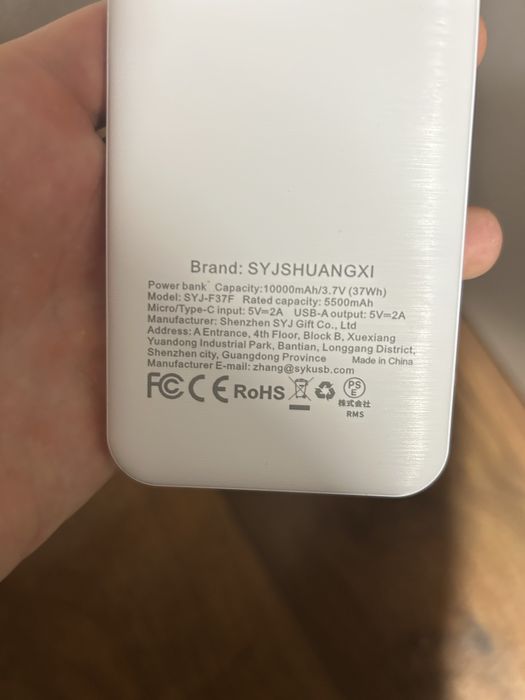 Brand: SYJSHUANGXI
Power bank Capacity:10000mAh/3.7V (37Wh)
Model: SYJ-F37F Rated capacity: 5500mAh
Micro/Type-C input: 5V=2A USB-A output: 5V=2A
Manufacturer: Shenzhen SYJ Gift Co., Ltd
Address: A Entrance, 4th Floor, Block B, Xuexiang
Yuandong Industrial Park, Bantian, Longgang District,
Shenzhen city, Guangdong Province Made in China
Manufacturer E-mail: zhang@sykusb.com
FC CE RoHS PSE
株式会社
RMS